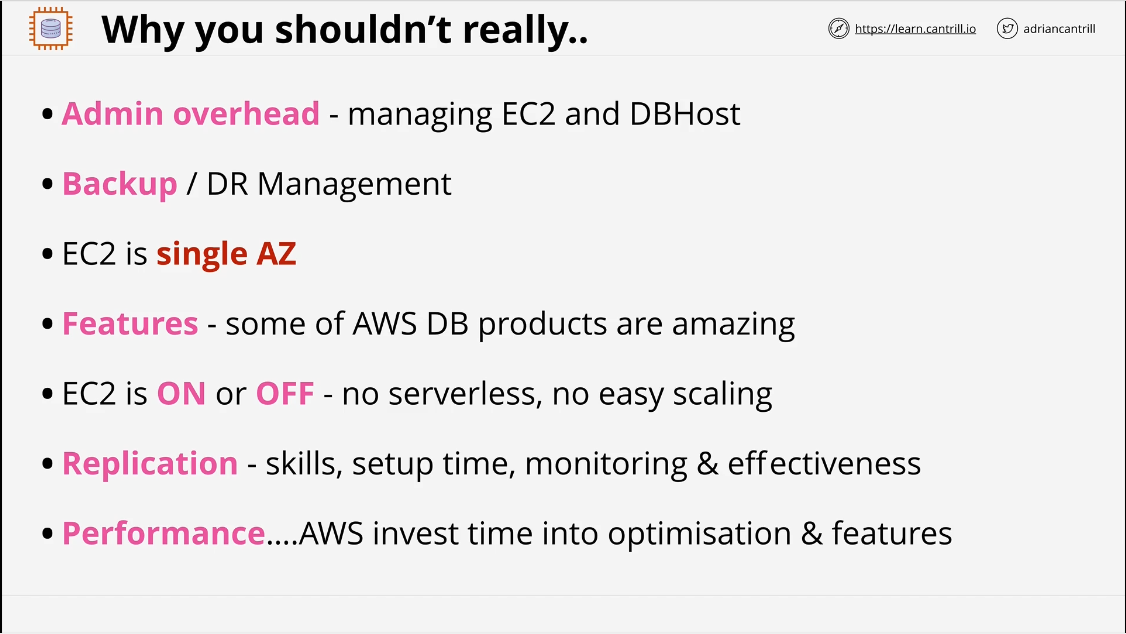 Why you shouldn't really..
https://learn.cantrill.io
adriancantrill
• Admin overhead - managing EC2 and DBHost
• Backup / DR Management
• EC2 is single AZ
• Features - some of AWS DB products are amazing
• EC2 is ON or OFF - no serverless, no easy scaling
• Replication - skills, setup time, monitoring & effectiveness
• Performance....AWS invest time into optimisation & features